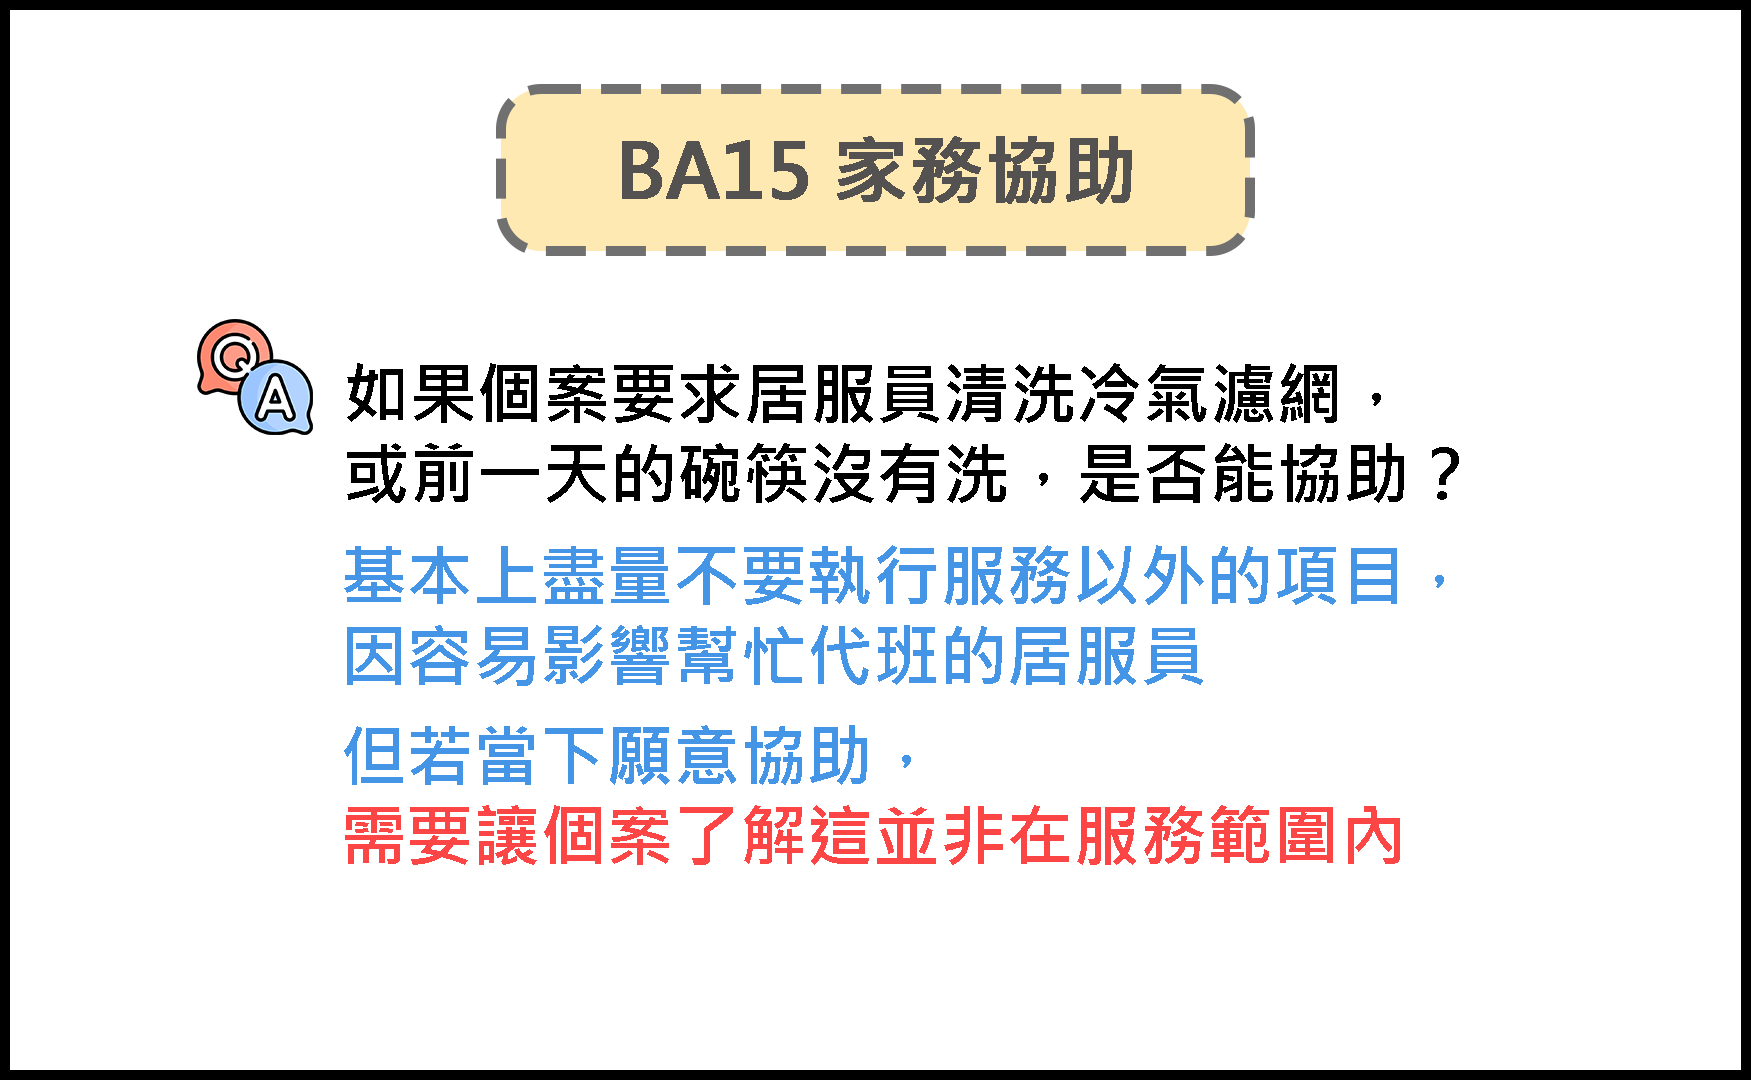 BA15 家務協助
Q
A
如果個案要求居服員清洗冷氣濾網，
或前一天的碗筷沒有洗，是否能協助？
基本上盡量不要執行服務以外的項目，
因容易影響幫忙代班的居服員
但若當下願意協助，
需要讓個案了解這並非在服務範圍內